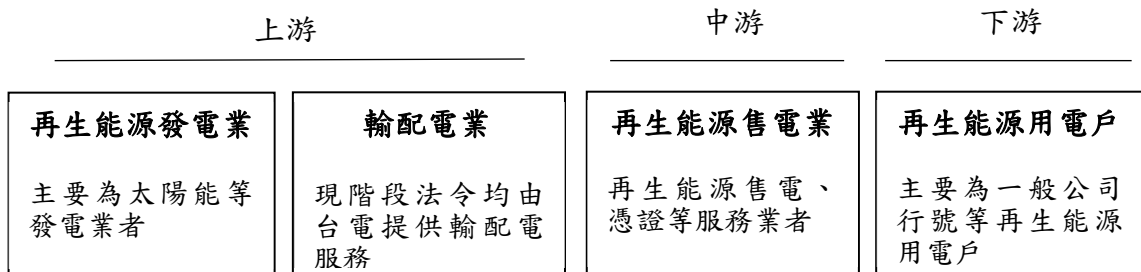 上游
中游
下游
再生能源發電業
主要為太陽能等
發電業者
輸配電業
現階段法令均由
台電提供輸配電
服務
再生能源售電業
再生能源售電、
憑證等服務業者
再生能源用電戶
主要為一般公司
行號等再生能源
用電戶